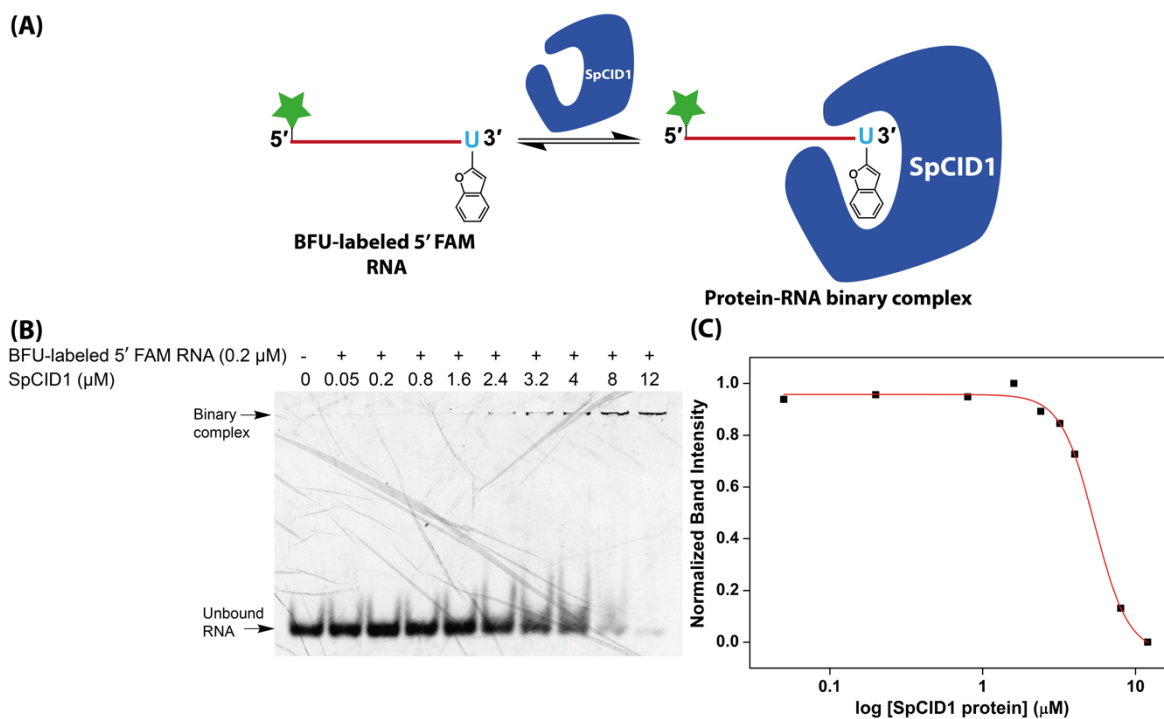 (A)
SpCID1
5′ U 3′
5′ U 3′
SpCID1
O
O
BFU-labeled 5′ FAM
RNA
Protein-RNA binary complex
(B)
BFU-labeled 5′ FAM RNA (0.2 μM) - + + + + + + + + +
SpCID1 (μM) 0 0.05 0.2 0.8 1.6 2.4 3.2 4 8 12
Binary
complex
Unbound
RNA
(C)
Normalized Band Intensity
1.0
0.8
0.6
0.4
0.2
0.0
0.1 1 10
log [SpCID1 protein] (μM)